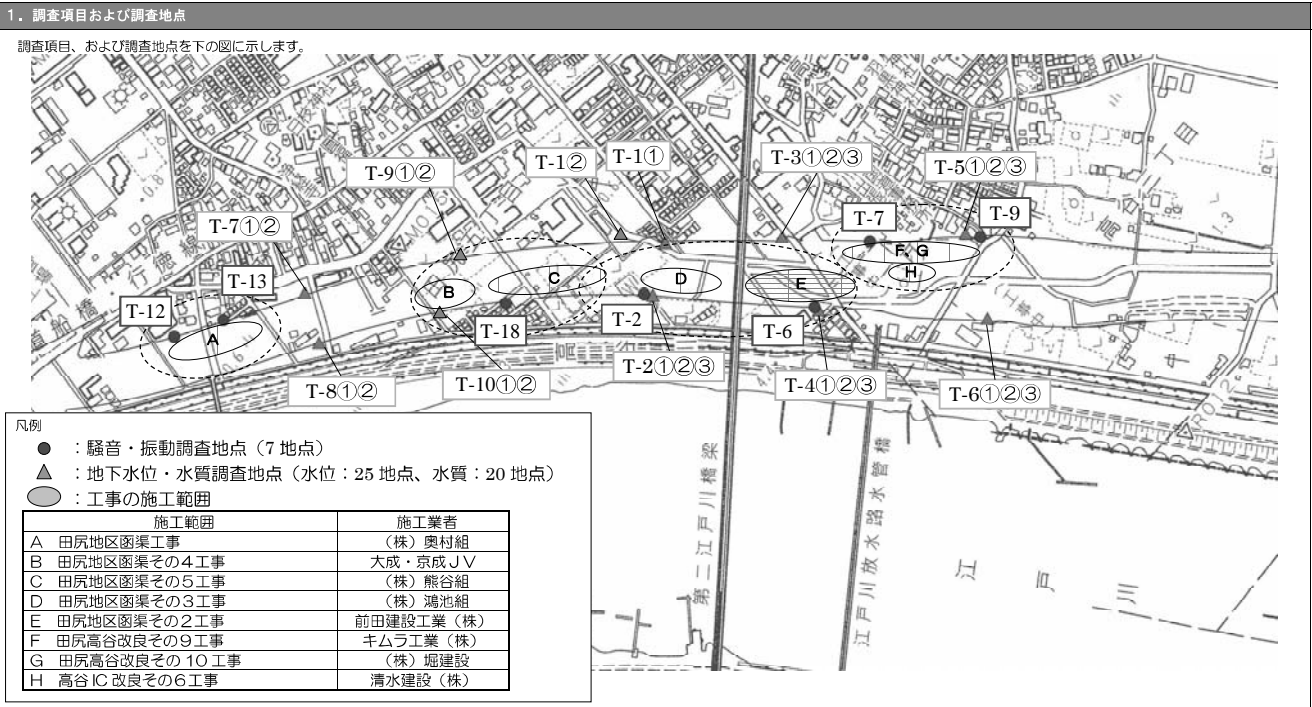 1．調査項目および調査地点
調査項目、および調査地点を下の図に示します。
T-9①②
T-1②
T-1①
T-3①②③
T-5①②③
T-7①②
T-7
T-9
T-13
T-12
T-18
T-2
T-6
T-8①②
T-10①②
T-2①②③
T-4①②③
T-6①②③
A
B
C
D
E
F
G
H
行徳線
高
第二江戸川橋梁
江戸川放水路水管橋
江戸川
凡例
●：騒音・振動調査地点（7 地点）
▲：地下水位・水質調査地点（水位：25 地点、水質：20 地点）
：工事の施工範囲
施工範囲 施工業者
A 田尻地区函渠工事 （株）奥村組
B 田尻地区函渠その４工事 大成・京成ＪＶ
C 田尻地区函渠その５工事 （株）熊谷組
D 田尻地区函渠その３工事 （株）鴻池組
E 田尻地区函渠その２工事 前田建設工業（株）
F 田尻高谷改良その９工事 キムラ工業（株）
G 田尻高谷改良その 10 工事 （株）堀建設
H 高谷 IC 改良その６工事 清水建設（株）